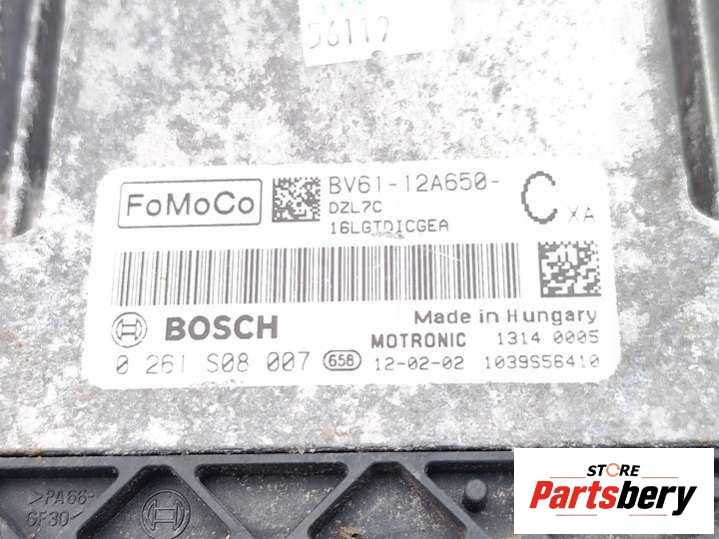 56119
FoMoCo
BV61-12A650-
C XA
DZL7C
16LGTDICGEA
Made in Hungary
BOSCH
MOTRONIC 1314 0005
0 261 S08 007 658 12-02-02 1039S56410
>PA66-
GF30<
STORE
Partsbery